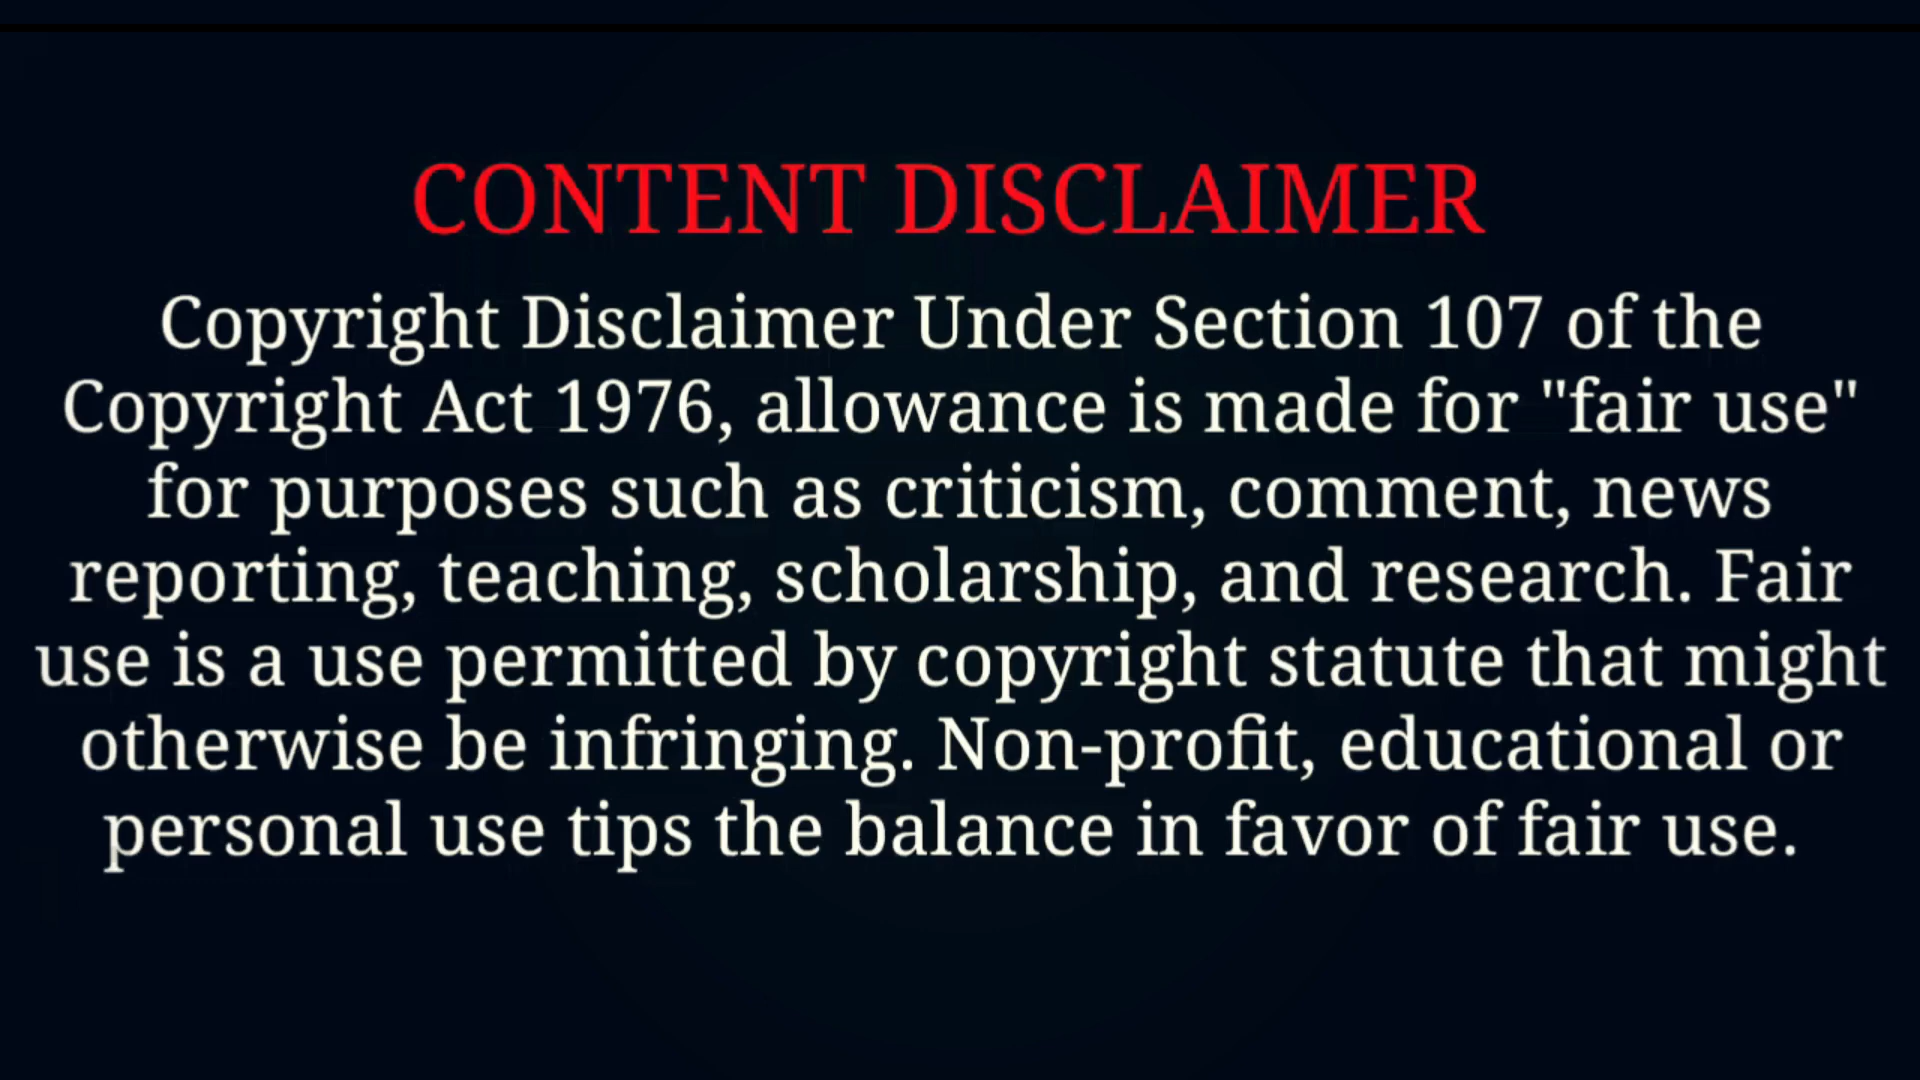 CONTENT DISCLAIMER
Copyright Disclaimer Under Section 107 of the
Copyright Act 1976, allowance is made for "fair use"
for purposes such as criticism, comment, news
reporting, teaching, scholarship, and research. Fair
use is a use permitted by copyright statute that might
otherwise be infringing. Non-profit, educational or
personal use tips the balance in favor of fair use.